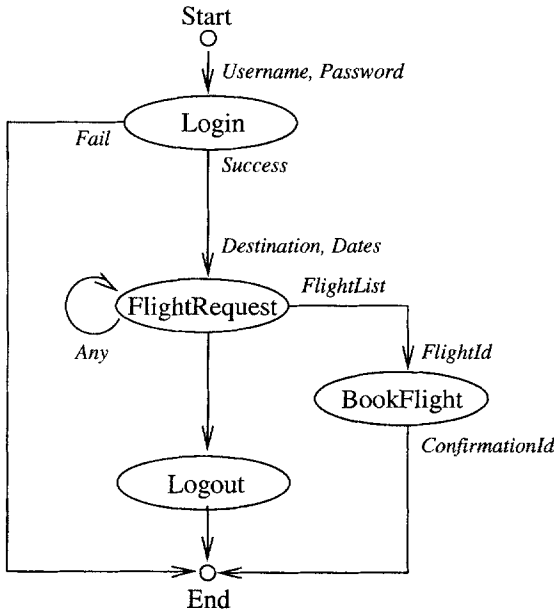 Start
Username, Password
Login
Fail
Success
Destination, Dates
FlightList
FlightRequest
Any
FlightId
BookFlight
ConfirmationId
Logout
End